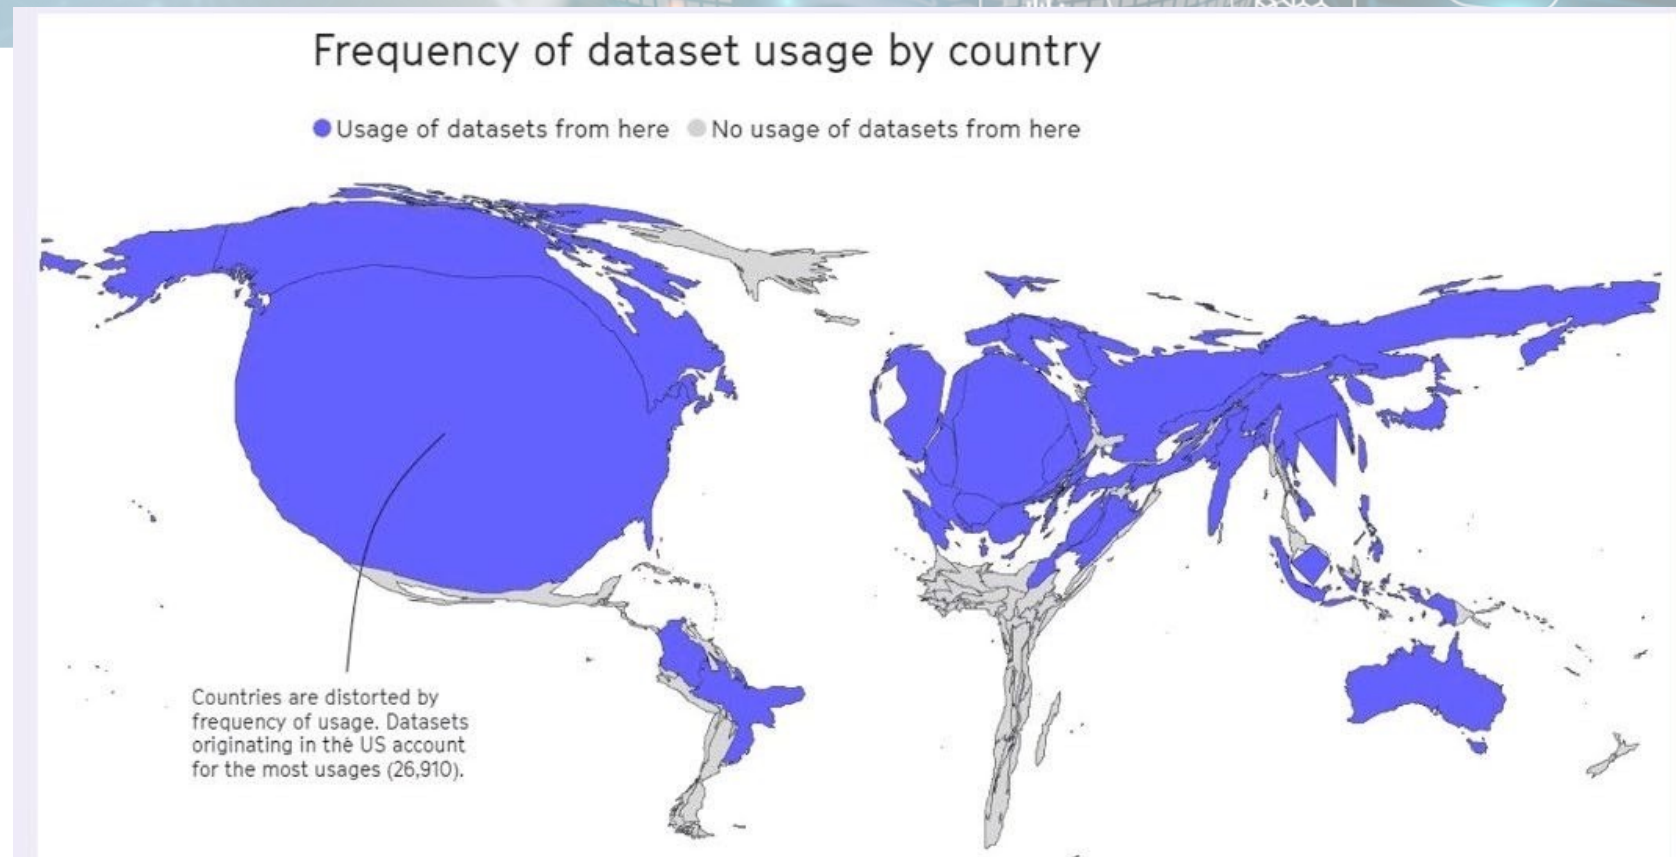 Frequency of dataset usage by country
Usage of datasets from here No usage of datasets from here
Countries are distorted by
frequency of usage. Datasets
originating in the US account
for the most usages (26,910).